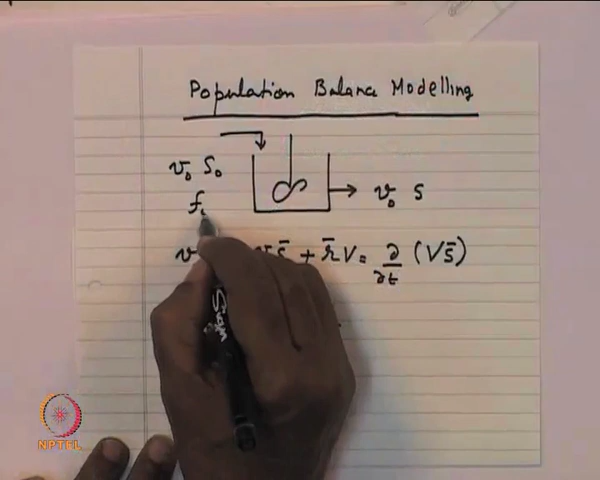 Population Balance Modelling
v₀ S₀
v₀ S
f
v
s̄ + r̄V = ∂/∂t (V s̄)
NPTEL